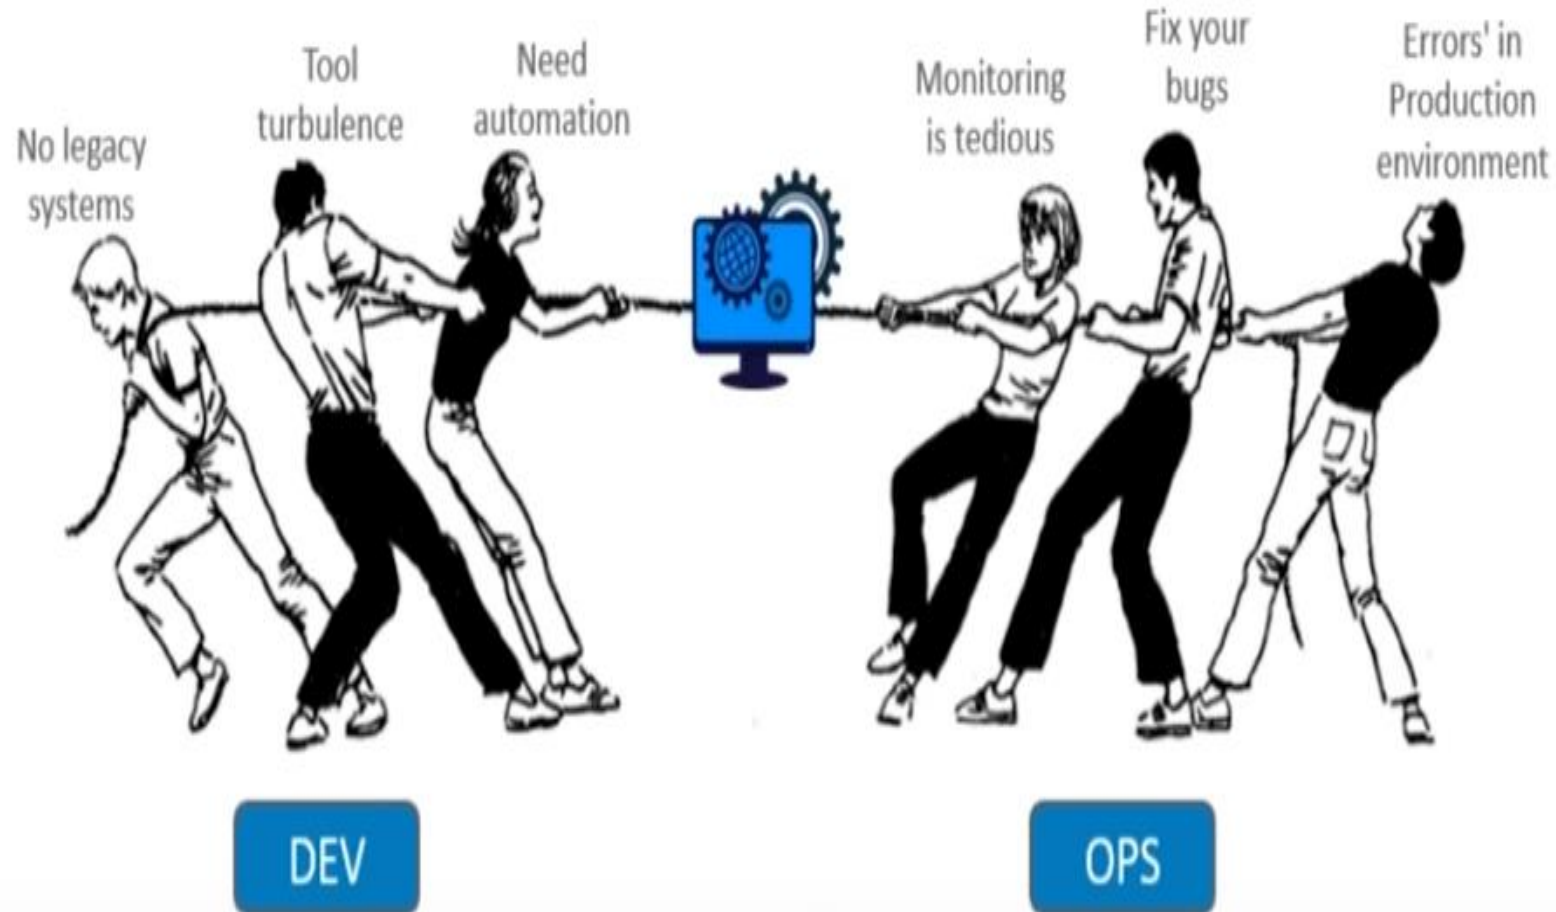 No legacy
systems
Tool
turbulence
Need
automation
Monitoring
is tedious
Fix your
bugs
Errors' in
Production
environment
DEV
OPS